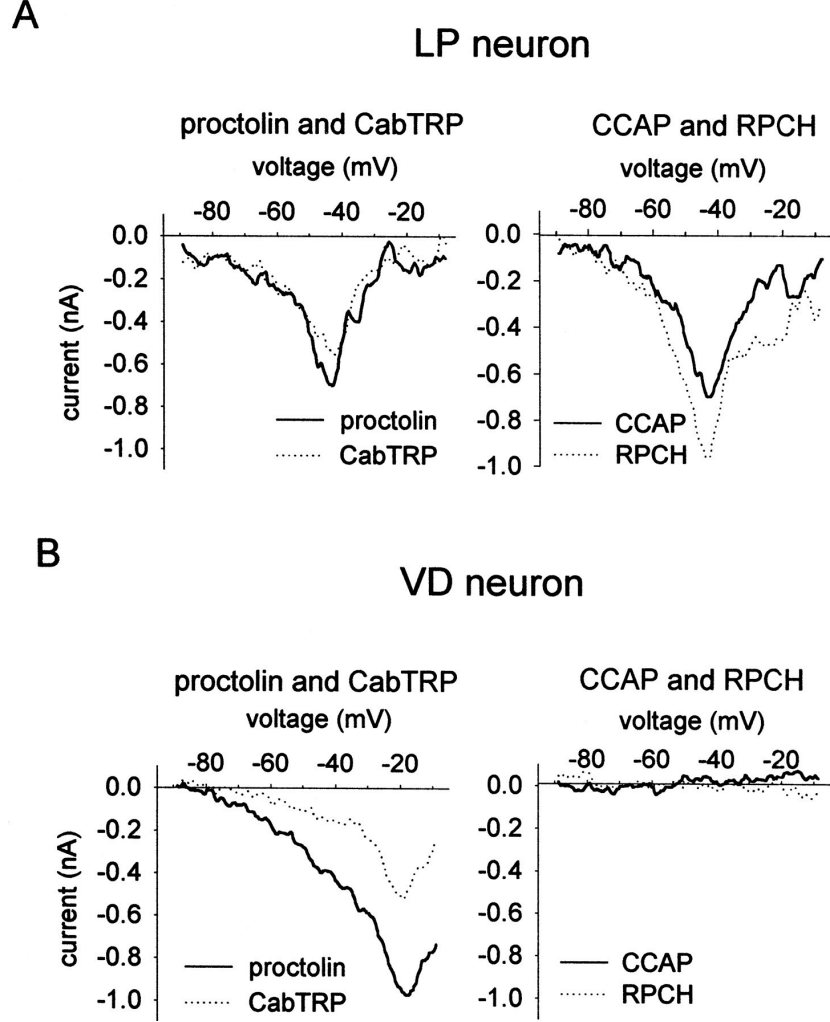 A
LP neuron
proctolin and CabTRP
voltage (mV)
-80 -60 -40 -20
0.0
-0.2
-0.4
-0.6
-0.8
-1.0
current (nA)
proctolin
CabTRP
CCAP and RPCH
voltage (mV)
-80 -60 -40 -20
0.0
-0.2
-0.4
-0.6
-0.8
-1.0
CCAP
RPCH
B
VD neuron
proctolin and CabTRP
voltage (mV)
-80 -60 -40 -20
0.0
-0.2
-0.4
-0.6
-0.8
-1.0
current (nA)
proctolin
CabTRP
CCAP and RPCH
voltage (mV)
-80 -60 -40 -20
0.0
-0.2
-0.4
-0.6
-0.8
-1.0
CCAP
RPCH